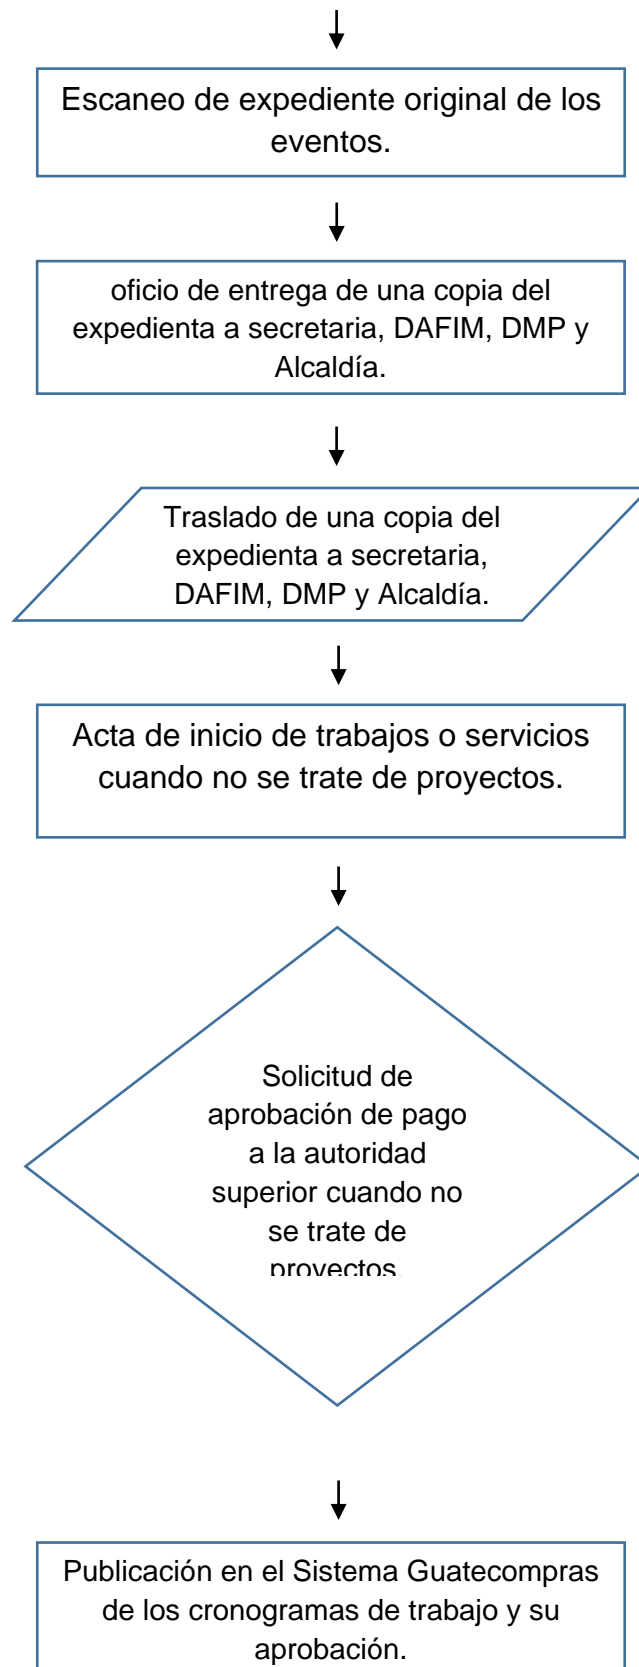 Escaneo de expediente original de los
eventos.
oficio de entrega de una copia del
expedienta a secretaria, DAFIM, DMP y
Alcaldía.
Traslado de una copia del
expedienta a secretaria,
DAFIM, DMP y Alcaldía.
Acta de inicio de trabajos o servicios
cuando no se trate de proyectos.
Solicitud de
aprobación de pago
a la autoridad
superior cuando no
se trate de
proyectos.
Publicación en el Sistema Guatecompras
de los cronogramas de trabajo y su
aprobación.